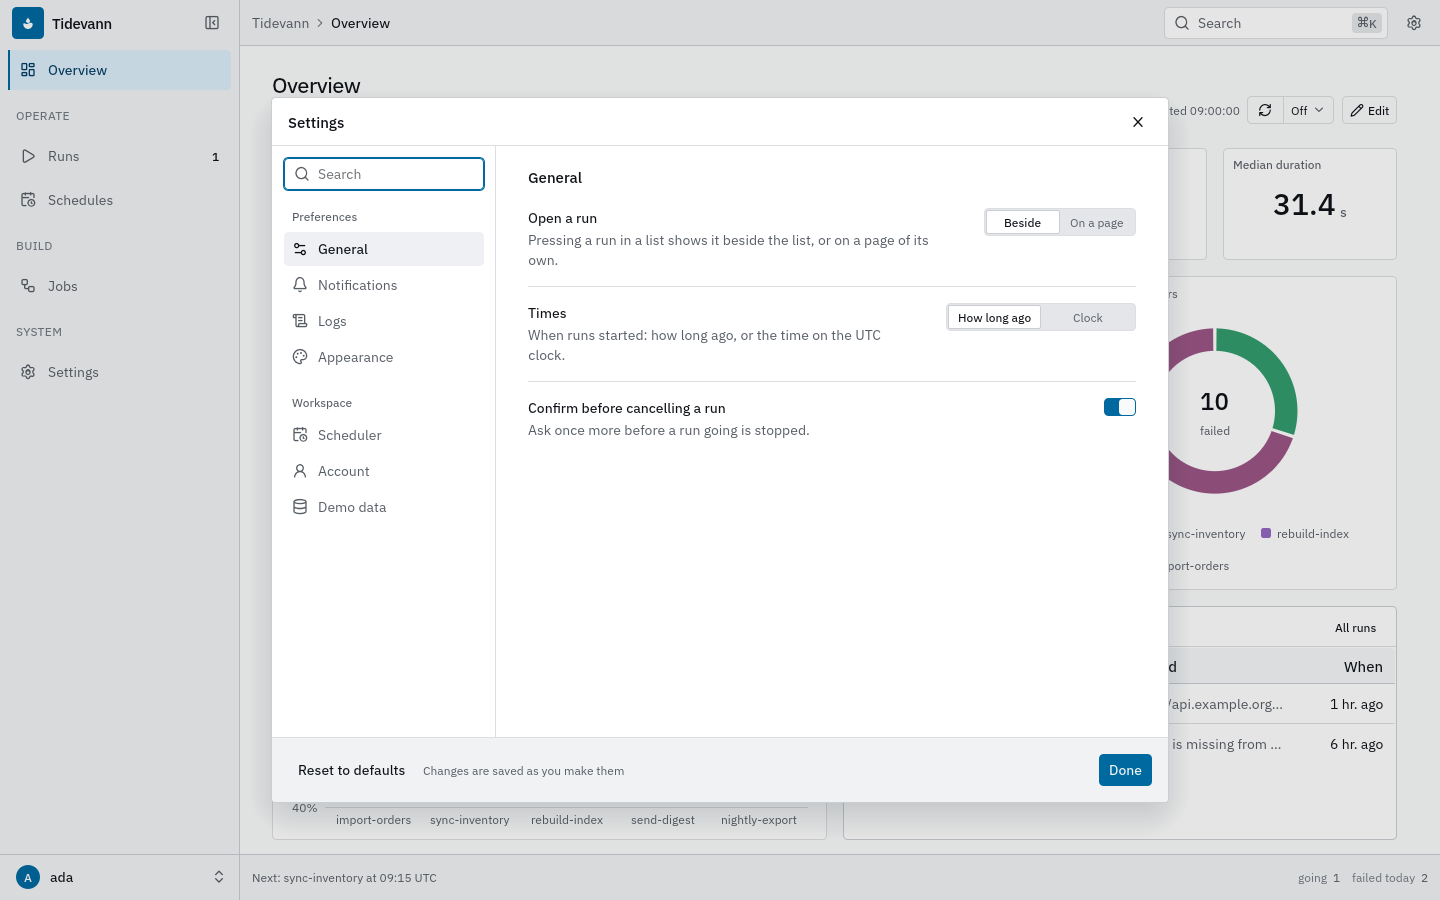 Tidevann
Overview
OPERATE
Runs 1
Schedules
BUILD
Jobs
SYSTEM
Settings
A ada
Tidevann > Overview
Search ⌘K
Overview
ted 09:00:00 Off Edit
Median duration
31.4 s
rs
10
failed
sync-inventory rebuild-index
port-orders
All runs
d When
/api.example.org... 1 hr. ago
is missing from ... 6 hr. ago
40%
import-orders sync-inventory rebuild-index send-digest nightly-export
Next: sync-inventory at 09:15 UTC
going 1 failed today 2
Settings
Search
Preferences
General
Notifications
Logs
Appearance
Workspace
Scheduler
Account
Demo data
General
Open a run
Pressing a run in a list shows it beside the list, or on a page of its
own.
Beside On a page
Times
When runs started: how long ago, or the time on the UTC
clock.
How long ago Clock
Confirm before cancelling a run
Ask once more before a run going is stopped.
Reset to defaults Changes are saved as you make them
Done